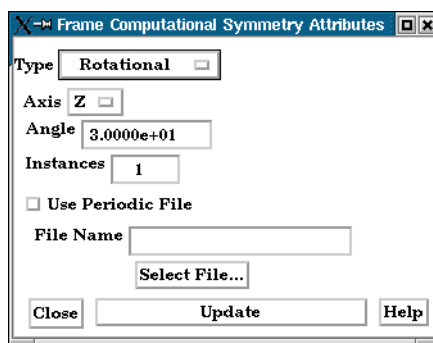 Frame Computational Symmetry Attributes
Type Rotational
Axis Z
Angle 3.0000e+01
Instances 1
Use Periodic File
File Name
Select File...
Close Update Help